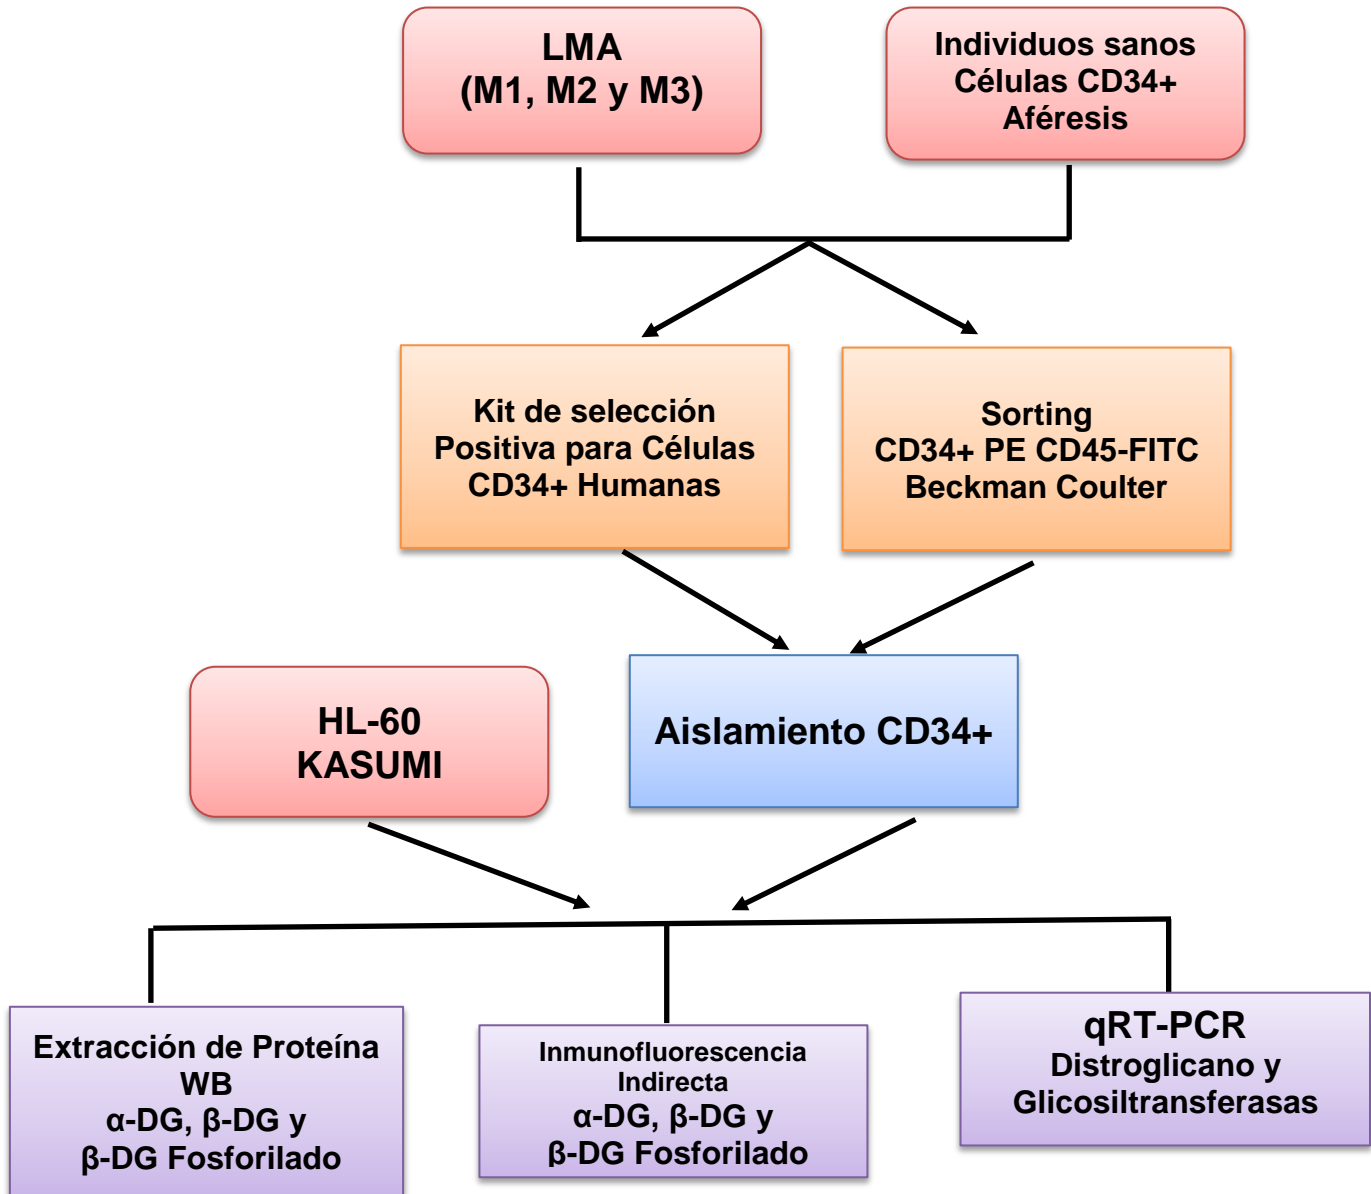 LMA
(M1, M2 y M3)
Individuos sanos
Células CD34+
Aféresis
Kit de selección
Positiva para Células
CD34+ Humanas
Sorting
CD34+ PE CD45-FITC
Beckman Coulter
HL-60
KASUMI
Aislamiento CD34+
Extracción de Proteína
WB
α-DG, β-DG y
β-DG Fosforilado
Inmunofluorescencia
Indirecta
α-DG, β-DG y
β-DG Fosforilado
qRT-PCR
Distroglicano y
Glicosiltransferasas